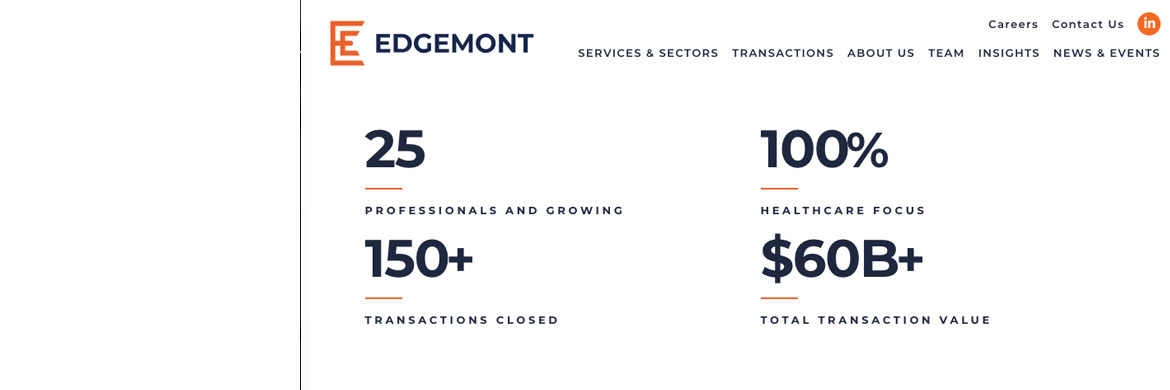 Careers Contact Us in
EDGEMONT
SERVICES & SECTORS TRANSACTIONS ABOUT US TEAM INSIGHTS NEWS & EVENTS
25
PROFESSIONALS AND GROWING
100%
HEALTHCARE FOCUS
150+
TRANSACTIONS CLOSED
$60B+
TOTAL TRANSACTION VALUE